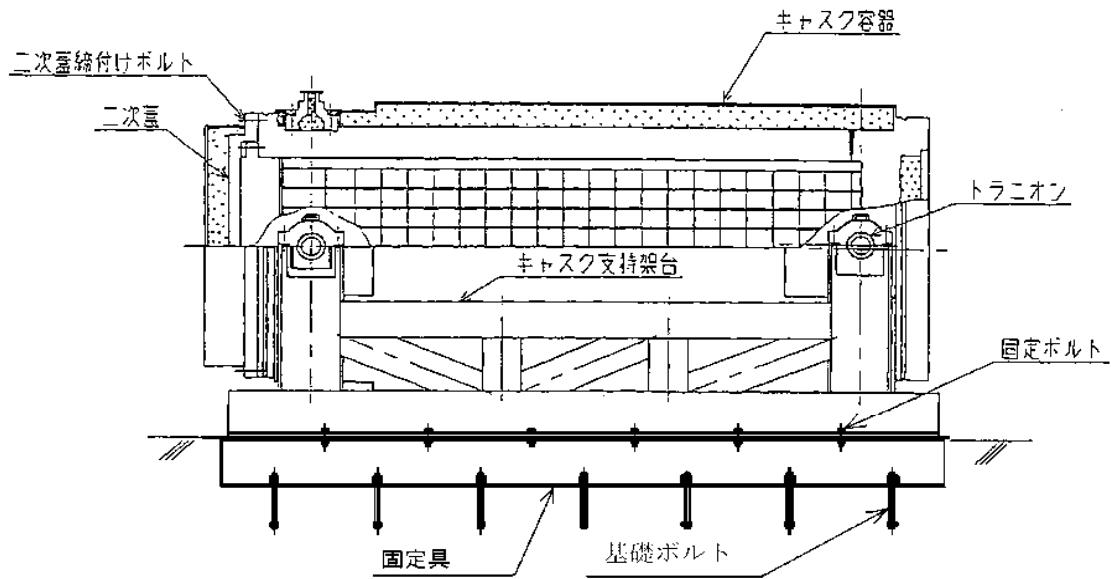 キャスク容器
二次蓋締付けボルト
二次蓋
トラニオン
キャスク支持架台
固定ボルト
固定具
基礎ボルト